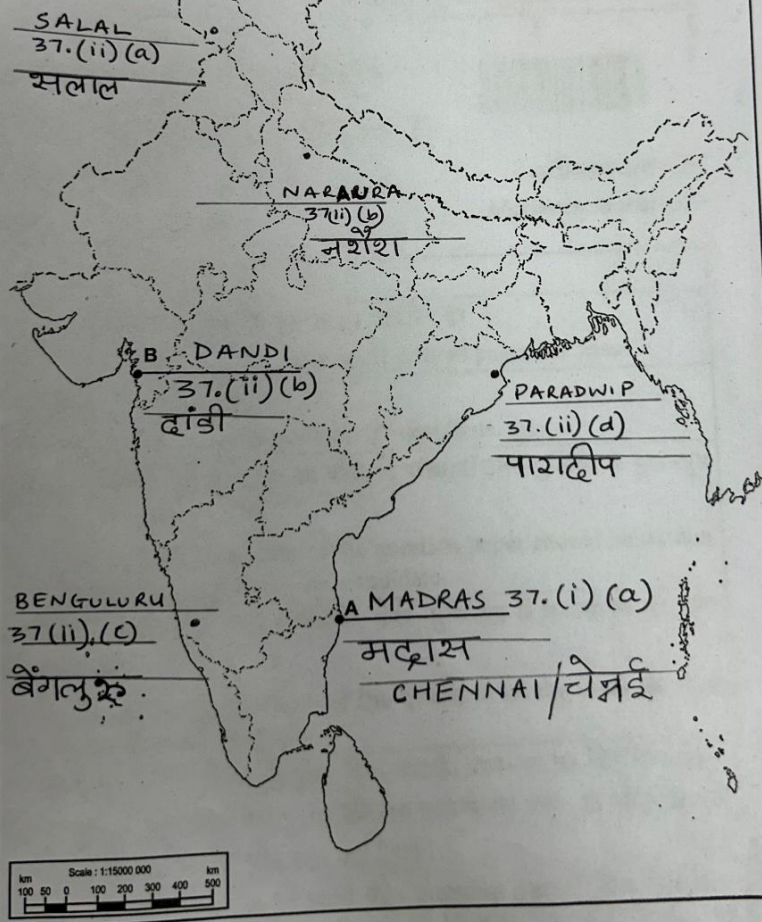 SALAL
37.(ii)(a)
सलाल
NARAURA
37(ii)(b)
नरोरा
B DANDI
37.(ii)(b)
दांडी
PARADWIP
37.(ii)(d)
पारादीप
BENGULURU
37(ii).(c)
बेंगलुरू
A MADRAS 37.(i)(a)
मद्रास
CHENNAI/चेन्नई
Scale : 1:15000 000
km km
100 50 0 100 200 300 400 500